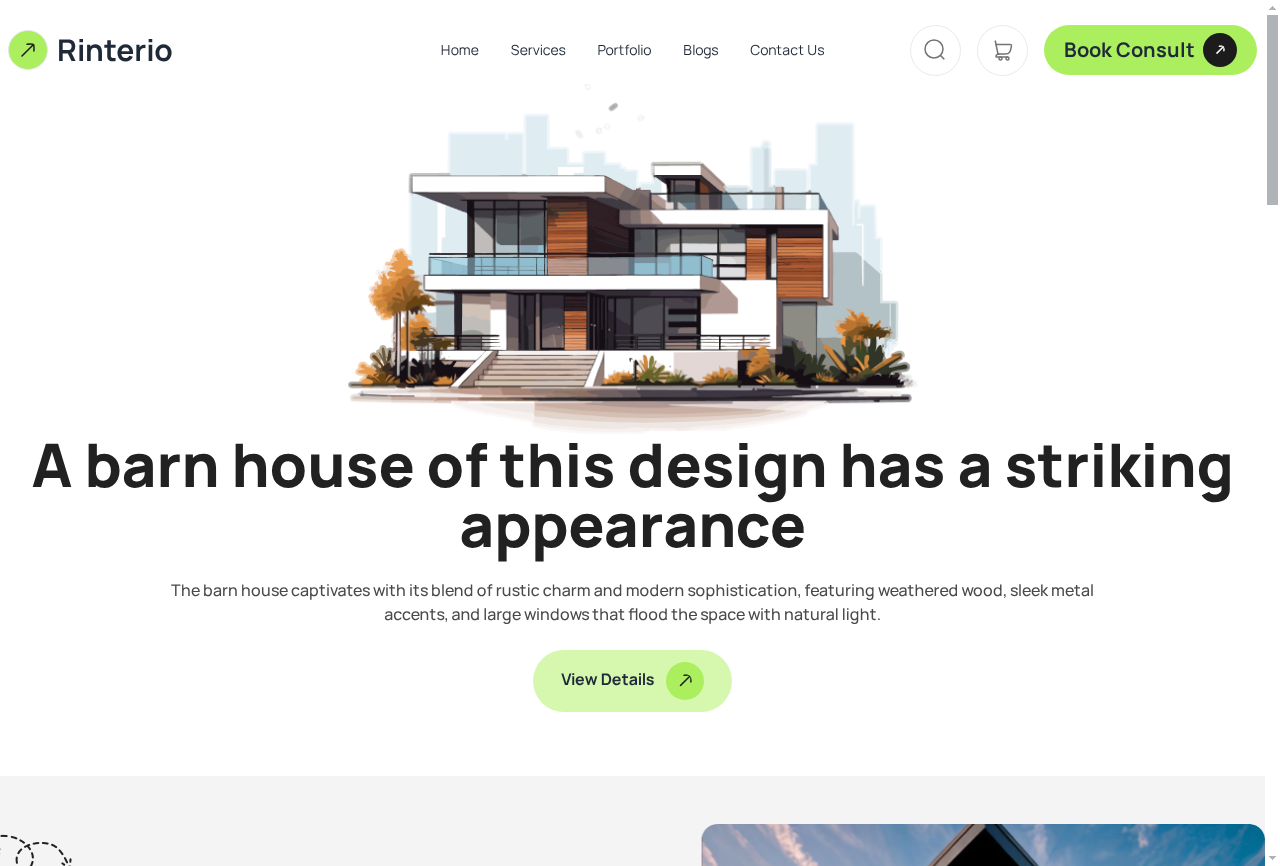 Rinterio
Home
Services
Portfolio
Blogs
Contact Us
Book Consult
A barn house of this design has a striking
appearance
The barn house captivates with its blend of rustic charm and modern sophistication, featuring weathered wood, sleek metal
accents, and large windows that flood the space with natural light.
View Details